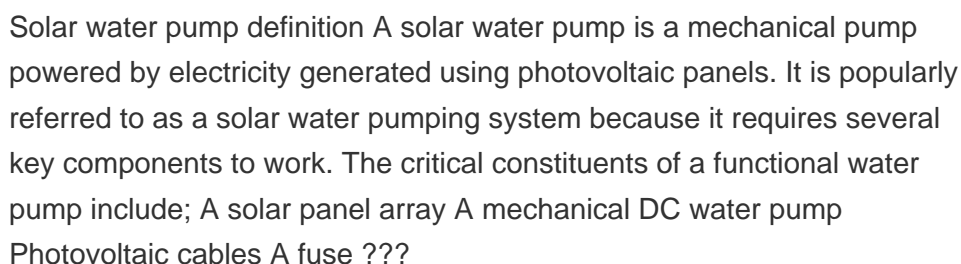 Solar water pump definition A solar water pump is a mechanical pump
powered by electricity generated using photovoltaic panels. It is popularly
referred to as a solar water pumping system because it requires several
key components to work. The critical constituents of a functional water
pump include; A solar panel array A mechanical DC water pump
Photovoltaic cables A fuse ???